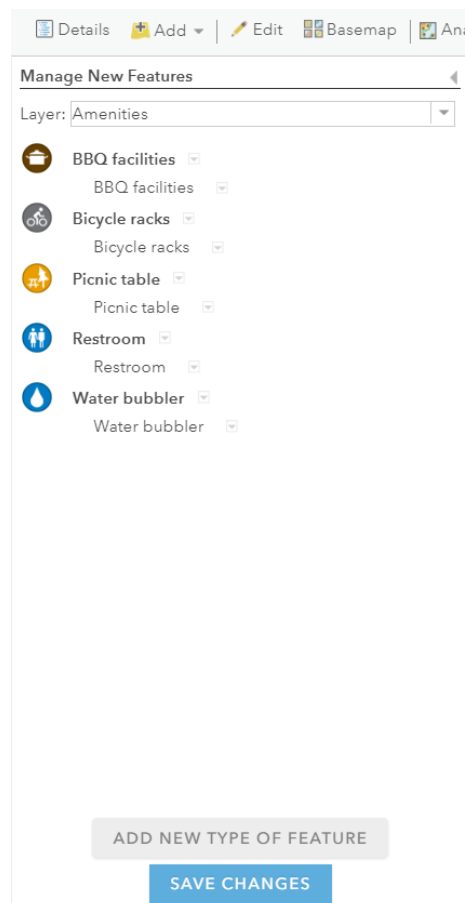 Details Add Edit Basemap
Manage New Features
Layer: Amenities
BBQ facilities
BBQ facilities
Bicycle racks
Bicycle racks
Picnic table
Picnic table
Restroom
Restroom
Water bubbler
Water bubbler
ADD NEW TYPE OF FEATURE
SAVE CHANGES